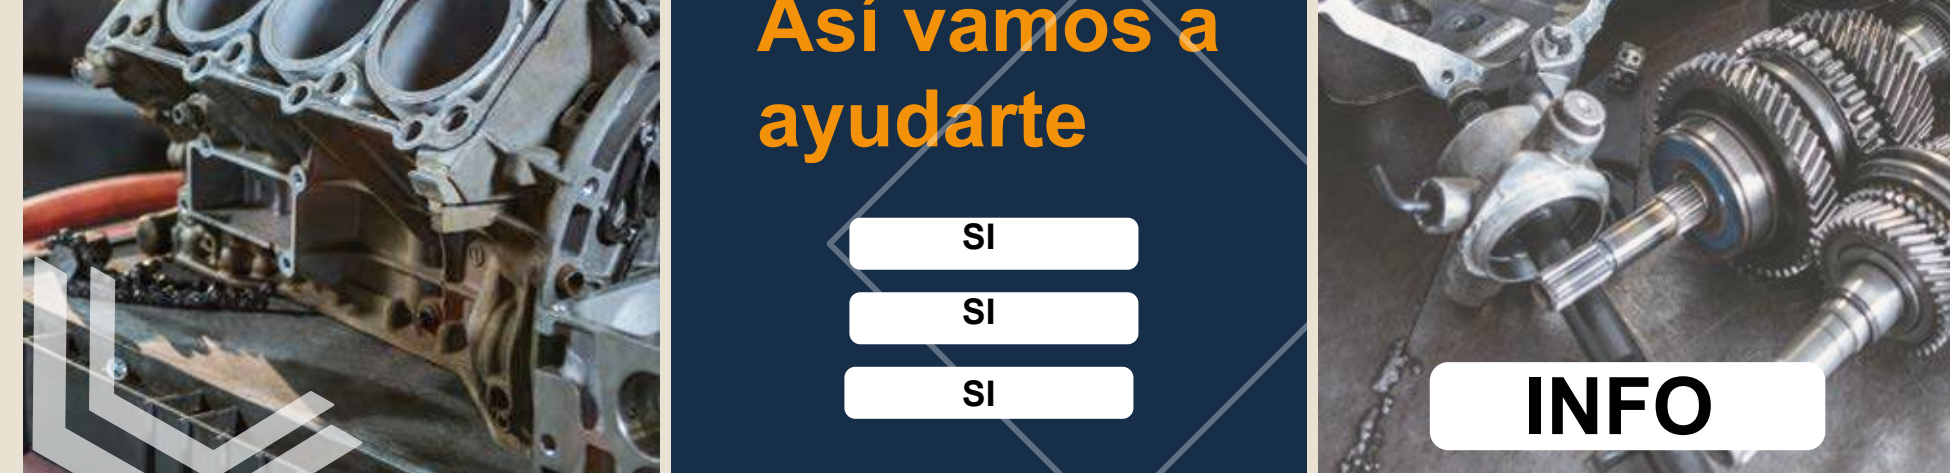 Así vamos a
ayudarte
SI
SI
SI
INFO